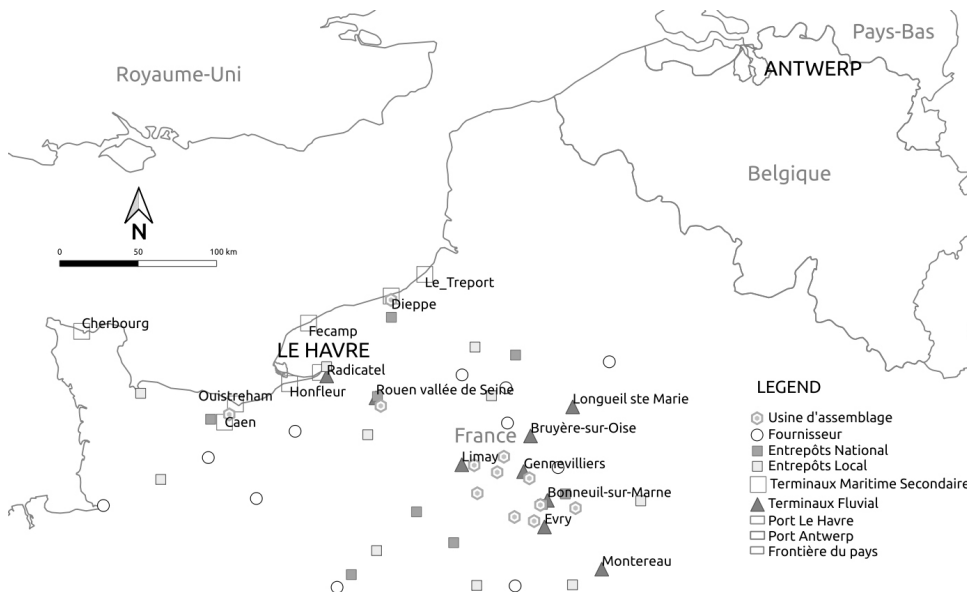 Pays-Bas
Royaume-Uni
ANTWERP
Belgique
N
0 50 100 km
Le_Treport
Dieppe
Cherbourg
Fecamp
LE HAVRE
Radicatel
Ouistreham
Honfleur
Rouen vallée de Seine
Longueil ste Marie
Caen
Bruyère-sur-Oise
France
Limay
Gennevilliers
Bonneuil-sur-Marne
Evry
Montereau
LEGEND
Usine d'assemblage
Fournisseur
Entrepôts National
Entrepôts Local
Terminaux Maritime Secondaire
Terminaux Fluvial
Port Le Havre
Port Antwerp
Frontière du pays